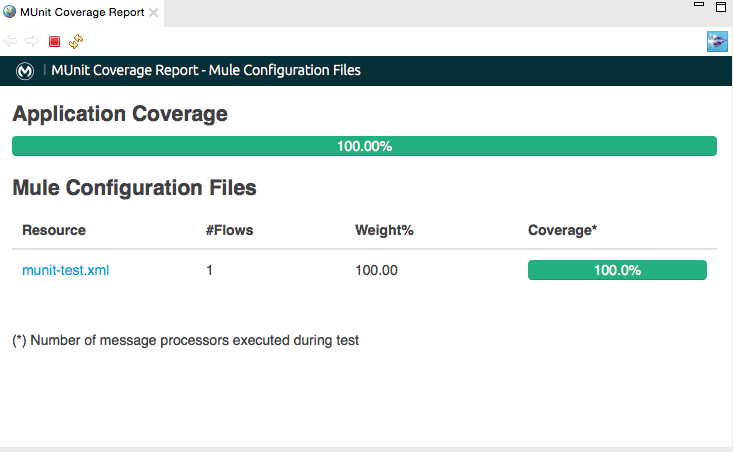 MUnit Coverage Report
| MUnit Coverage Report - Mule Configuration Files
Application Coverage
100.00%
Mule Configuration Files
Resource #Flows Weight% Coverage*
munit-test.xml 1 100.00 100.0%
(*) Number of message processors executed during test